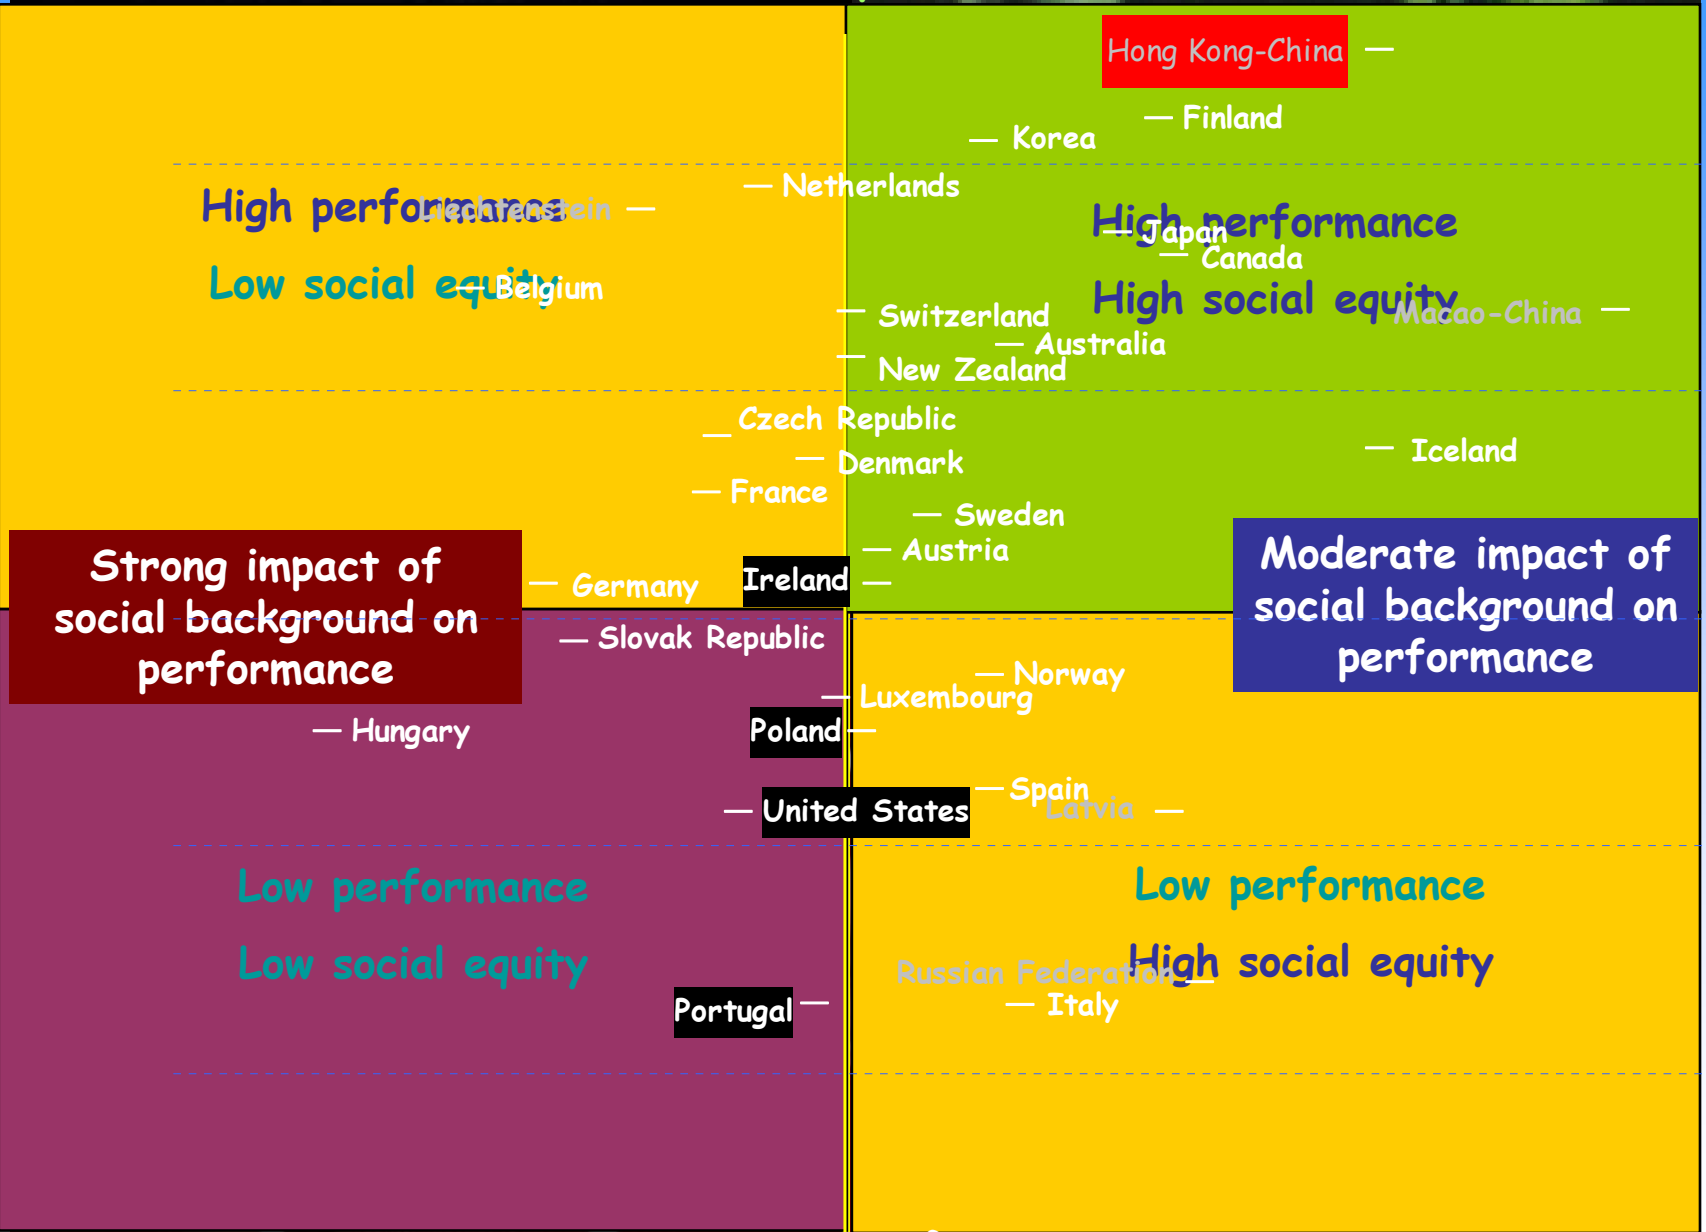 Hong Kong-China
Finland
Korea
Netherlands
High performance
Liechtenstein
High performance
Japan
Canada
Low social equity
Belgium
High social equity
Macao-China
Switzerland
Australia
New Zealand
Czech Republic
Iceland
Denmark
France
Sweden
Austria
Strong impact of
social background on
performance
Germany
Ireland
Moderate impact of
social background on
performance
Slovak Republic
Norway
Luxembourg
Hungary
Poland
Spain
United States
Latvia
Low performance
Low social equity
Low performance
High social equity
Russian Federation
Portugal
Italy